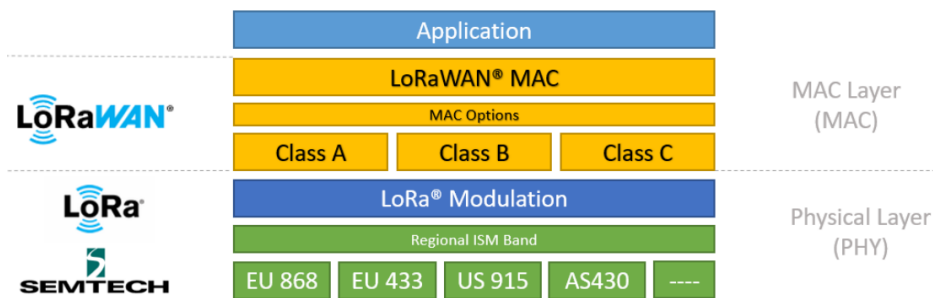 Application
LoRaWAN® MAC
MAC Options
Class A Class B Class C
LoRaWAN®
MAC Layer
(MAC)
LoRa® Modulation
Regional ISM Band
EU 868 EU 433 US 915 AS430 ----
LoRa®
SEMTECH
Physical Layer
(PHY)